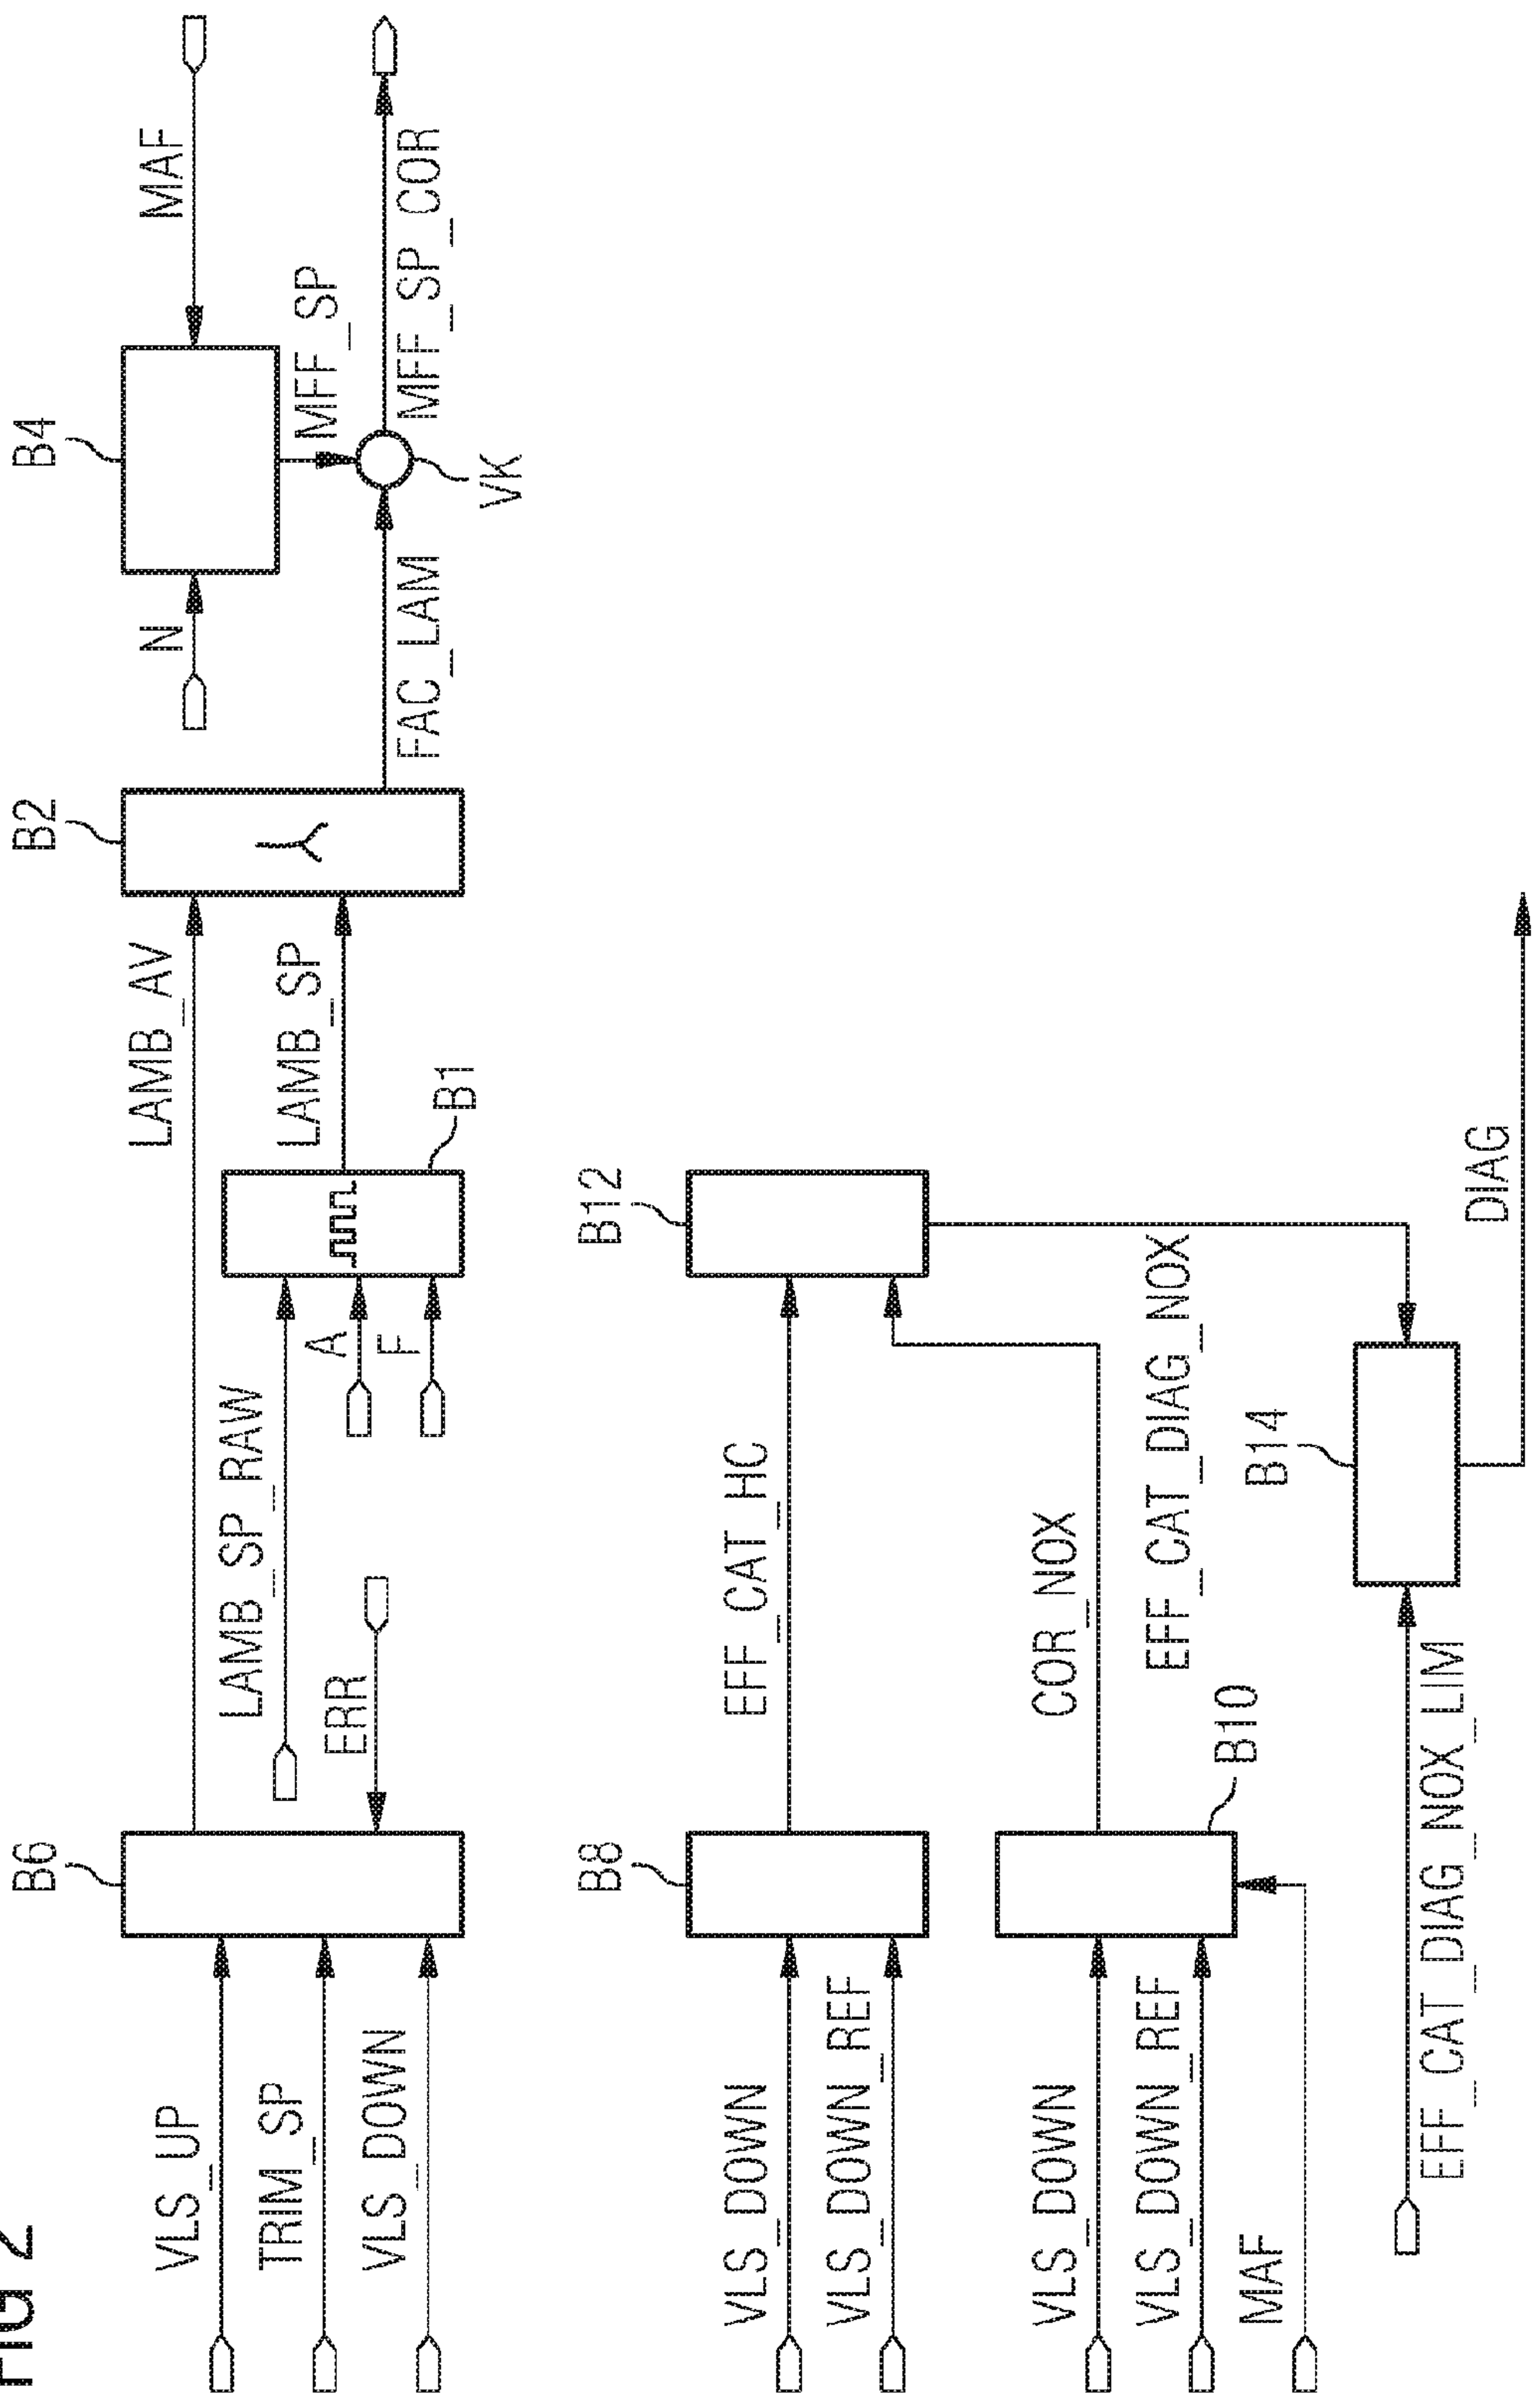 FIG 2
B6
B2
B4
VLS_UP
TRIM_SP
VLS_DOWN
LAMB_AV
LAMB_SP_RAW
ERR
A
F
LAMB_SP
B1
N
MAF
MFF_SP
FAC_LAM
MFF_SP_COR
VK
B8
B12
VLS_DOWN
VLS_DOWN_REF
EFF_CAT_HC
VLS_DOWN
VLS_DOWN_REF
MAF
COR_NOX
B10
EFF_CAT_DIAG_NOX
B14
EFF_CAT_DIAG_NOX_LIM
DIAG